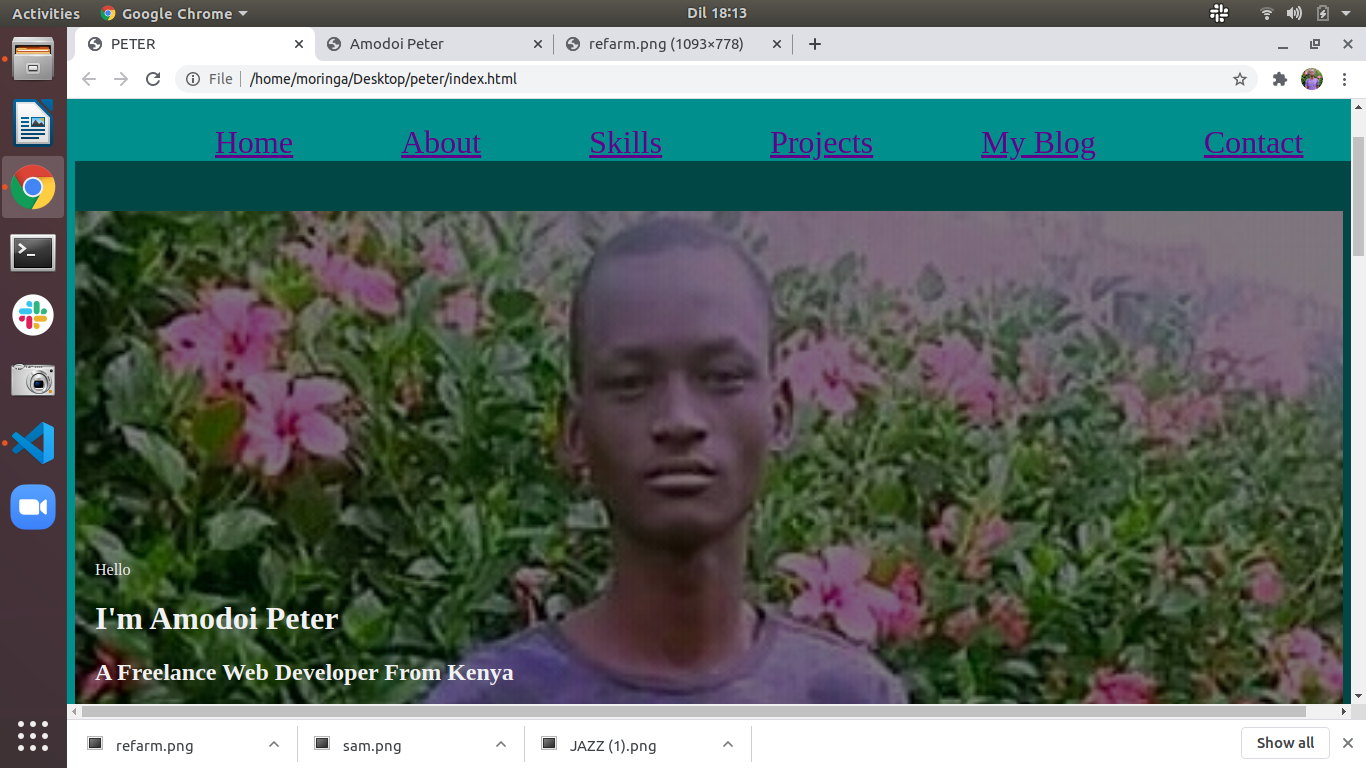 Activities Google Chrome Dil 18:13
PETER Amodoi Peter refarm.png (1093×778)
File /home/moringa/Desktop/peter/index.html
Home About Skills Projects My Blog Contact
Hello
I'm Amodoi Peter
A Freelance Web Developer From Kenya
refarm.png sam.png JAZZ (1).png Show all